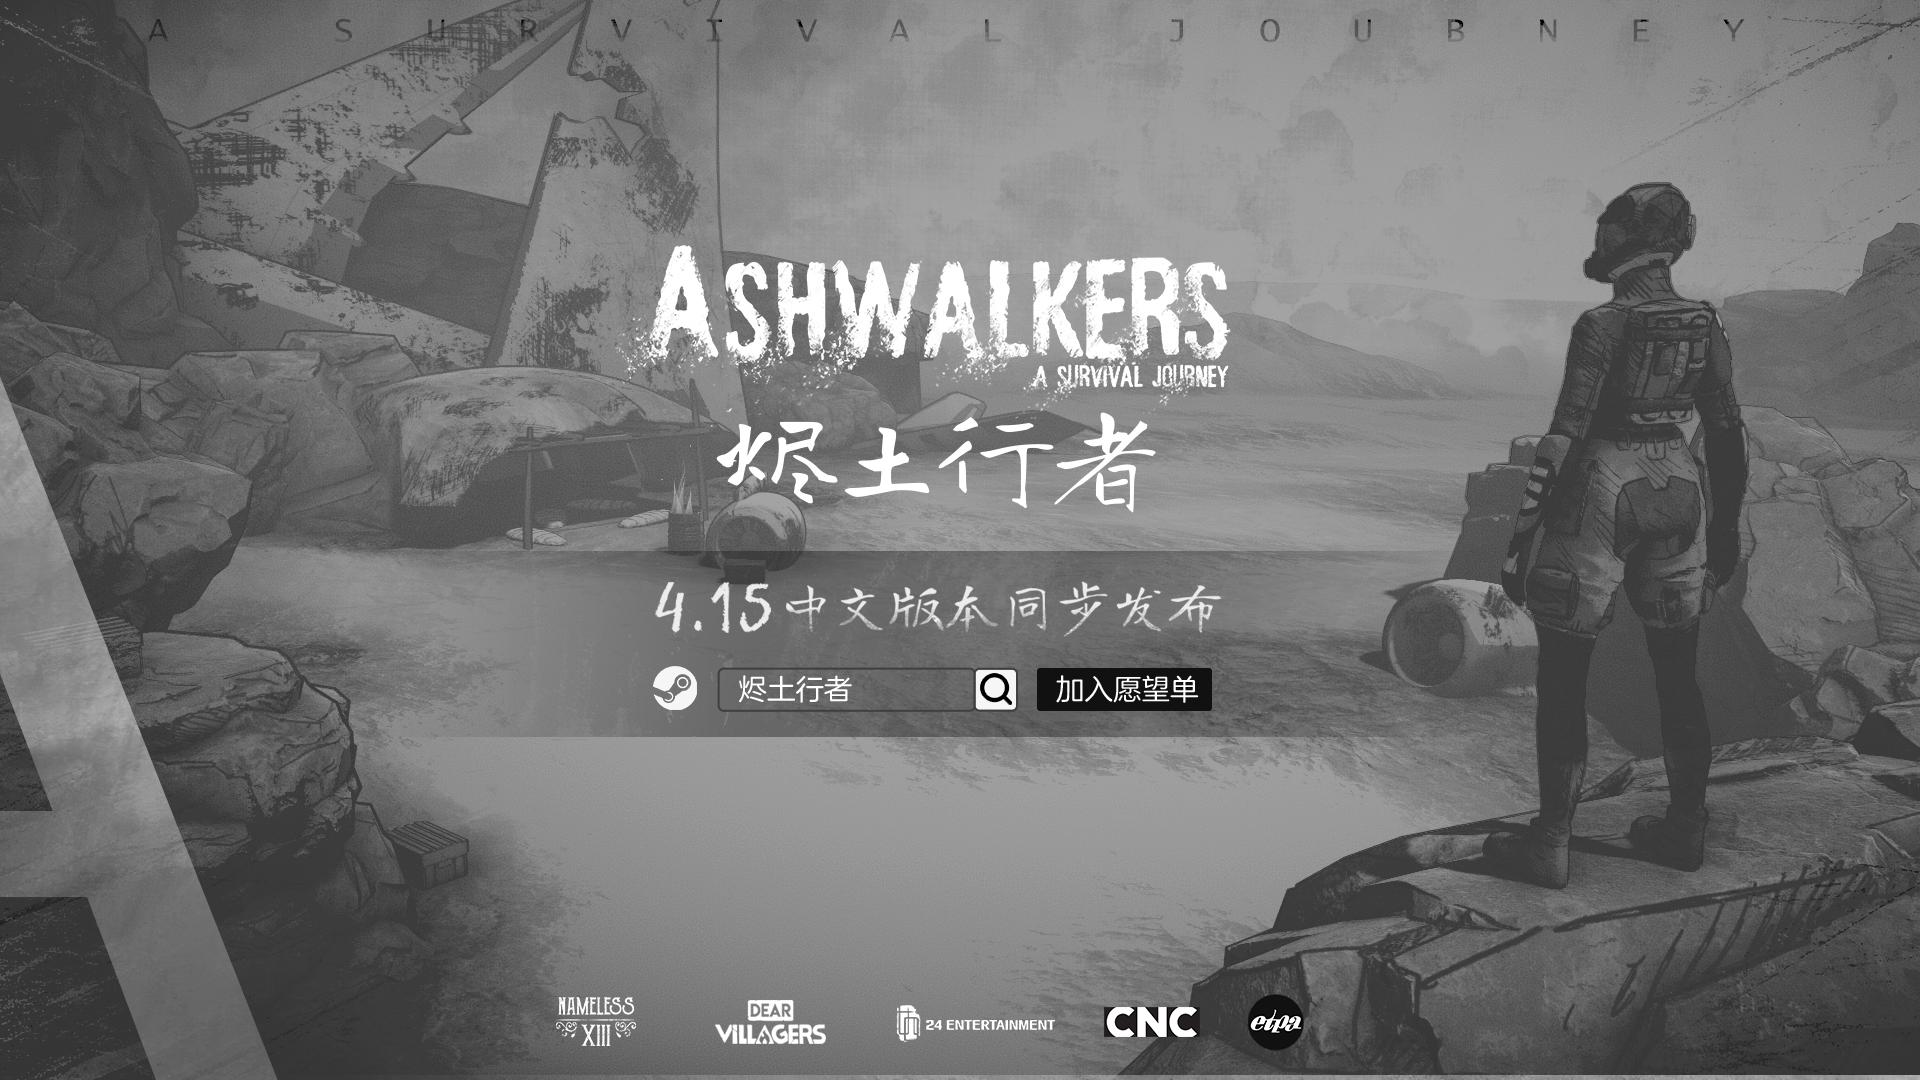 A SURVIVAL JOUBNEY
ASHWALKERS
A SURVIVAL JOURNEY
烬土行者
4.15中文版本同步发布
烬土行者
加入愿望单
NAMELESS
XIII
DEAR
VILLAGERS
24 ENTERTAINMENT
CNC
etpa